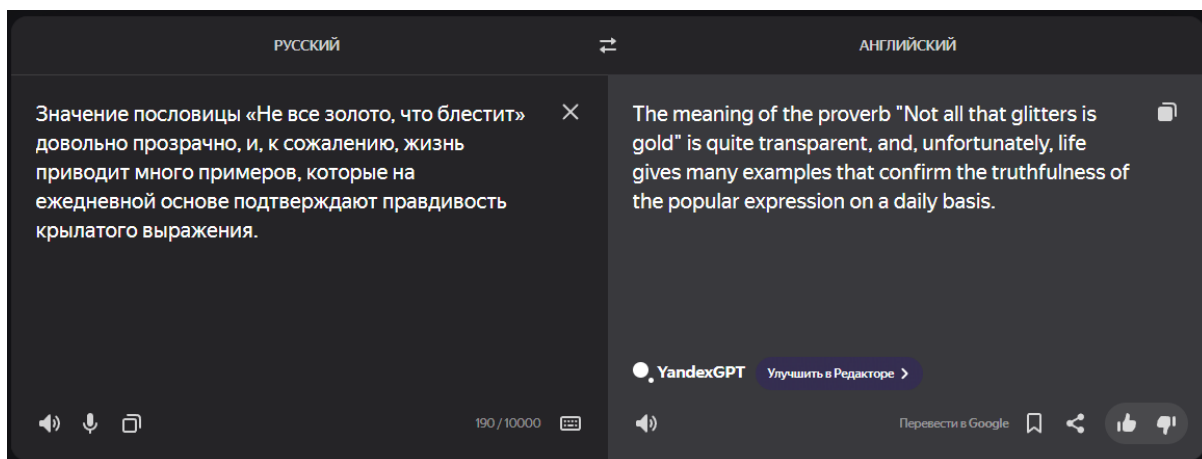 РУССКИЙ
АНГЛИЙСКИЙ
Значение пословицы «Не все золото, что блестит»
довольно прозрачно, и, к сожалению, жизнь
приводит много примеров, которые на
ежедневной основе подтверждают правдивость
крылатого выражения.
190/10000
The meaning of the proverb "Not all that glitters is
gold" is quite transparent, and, unfortunately, life
gives many examples that confirm the truthfulness of
the popular expression on a daily basis.
YandexGPT
Улучшить в Редакторе
Перевести в Google